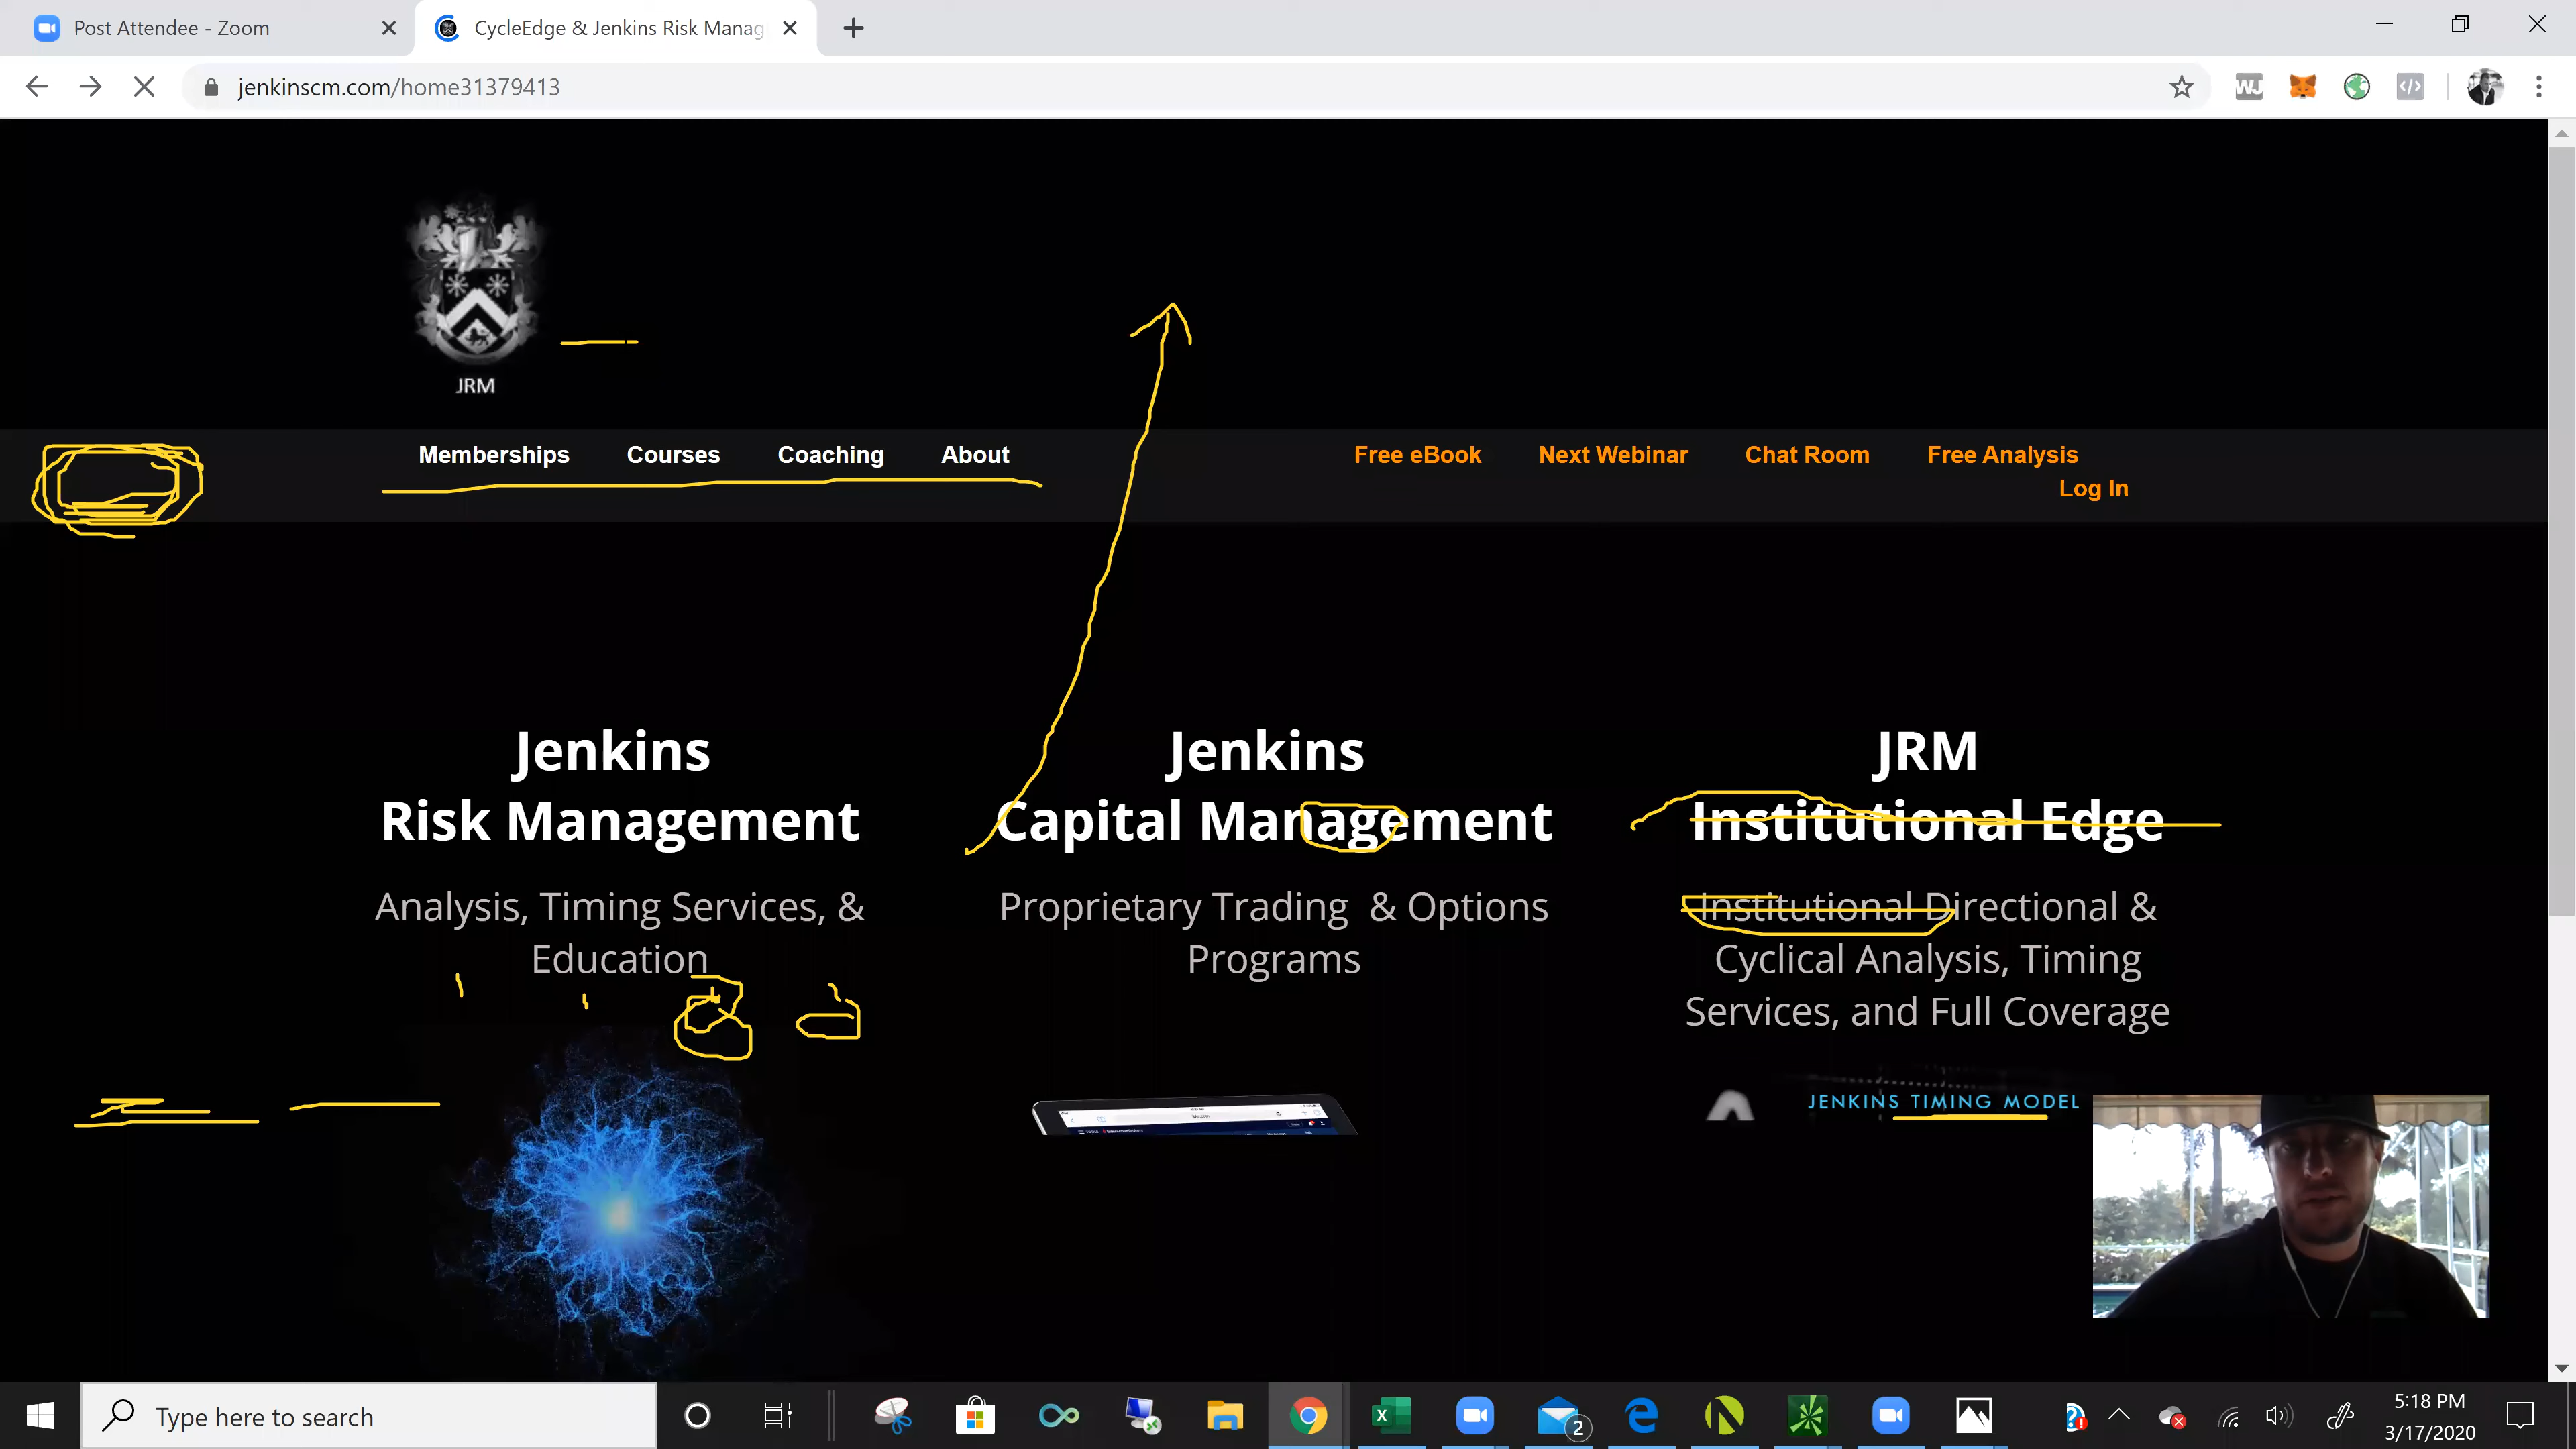 Post Attendee - Zoom
CycleEdge & Jenkins Risk Manag
jenkinscm.com/home31379413
WJ
JRM
Memberships Courses Coaching About
Free eBook Next Webinar Chat Room Free Analysis
Log In
Jenkins
Risk Management
Analysis, Timing Services, &
Education
Jenkins
Capital Management
Proprietary Trading & Options
Programs
JRM
Institutional Edge
Institutional Directional &
Cyclical Analysis, Timing
Services, and Full Coverage
JENKINS TIMING MODEL
Type here to search
2
5:18 PM
3/17/2020